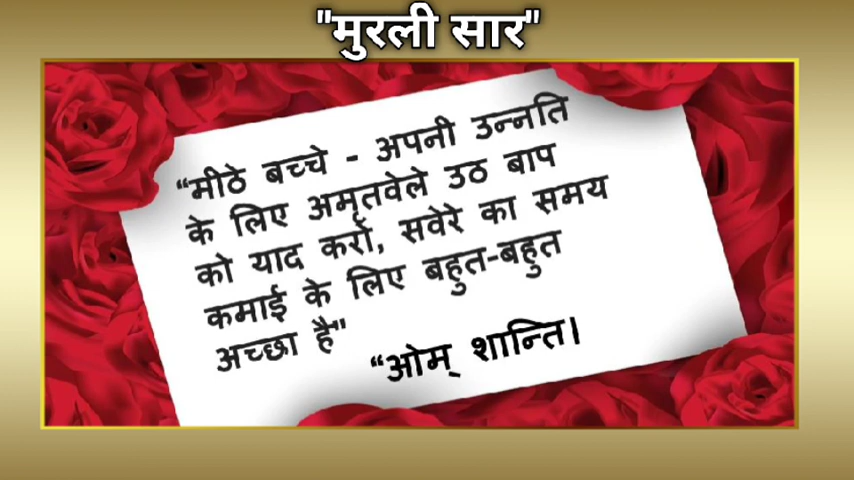 "मुरली सार"
“मीठे बच्चे - अपनी उन्नति
के लिए अमृतवेले उठ बाप
को याद करो, सवेरे का समय
कमाई के लिए बहुत-बहुत
अच्छा है"
“ओम् शान्ति।